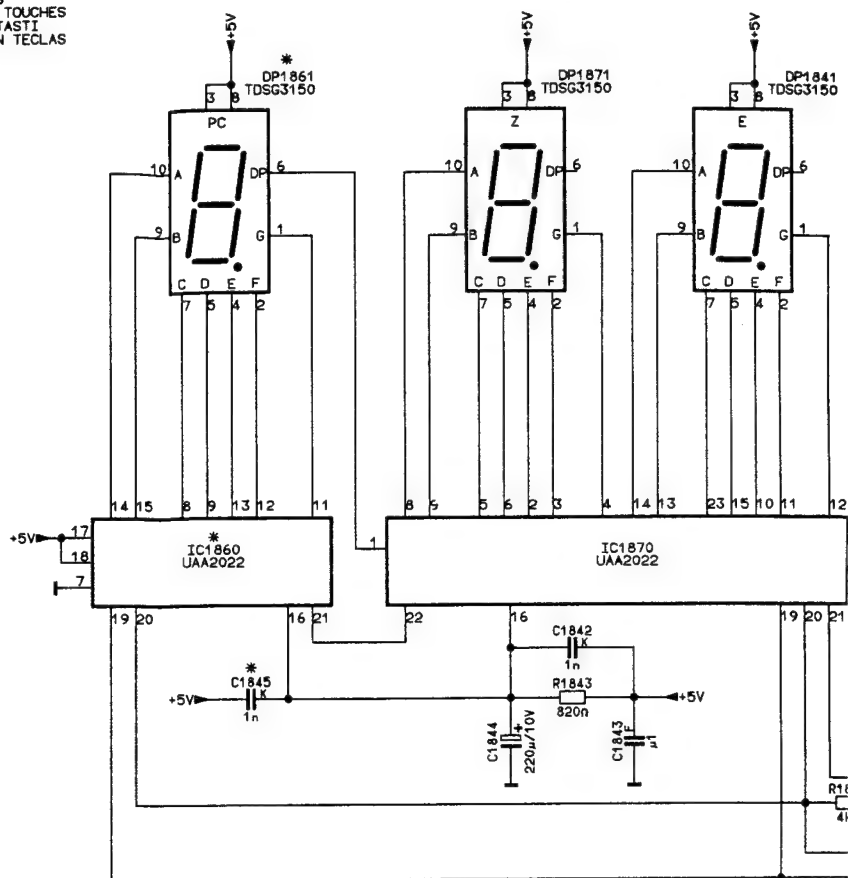 TOUCHES
TASTI
N TECLAS
+5V
+5V
+5V
*
DP1861
TDSG3150
DP1871
TDSG3150
DP1841
TDSG3150
3 8
3 8
3 8
PC
Z
E
10 A DP 6
10 A DP 6
10 A DP 6
9 B G 1
9 B G 1
9 B G 1
C D E F
C D E F
C D E F
7 5 4 2
7 5 4 2
7 5 4 2
14 15 8 9 13 12 11
8 9 5 6 2 3 4 14 13 23 15 10 11 12
+5V
17
18
7
*
IC1860
UAA2022
1
IC1870
UAA2022
19 20 16 21
22 16 19 20 21
C1842
K
1n
*
C1845
K
+5V
1n
R1843
820n
+5V
C1844
+
220µ/10V
C1843
F
µ1
R18
4k